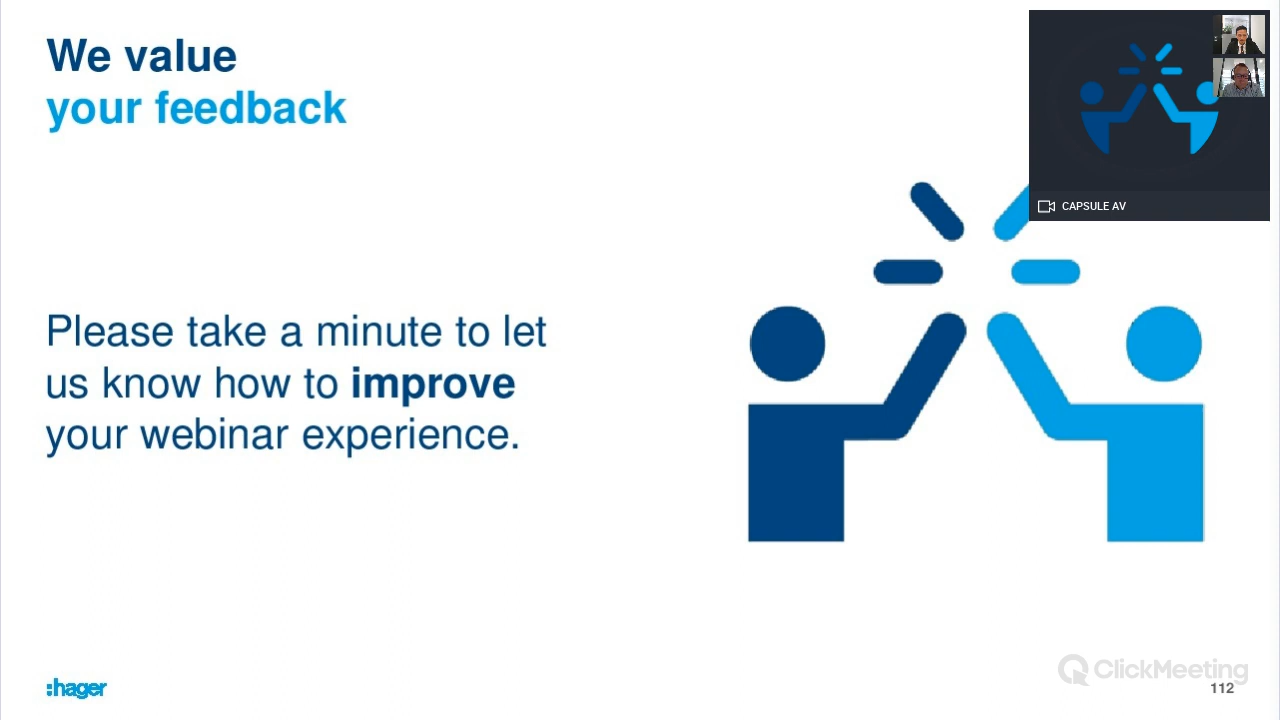 We value
your feedback
CAPSULE AV
Please take a minute to let
us know how to improve
your webinar experience.
:hager
ClickMeeting
112